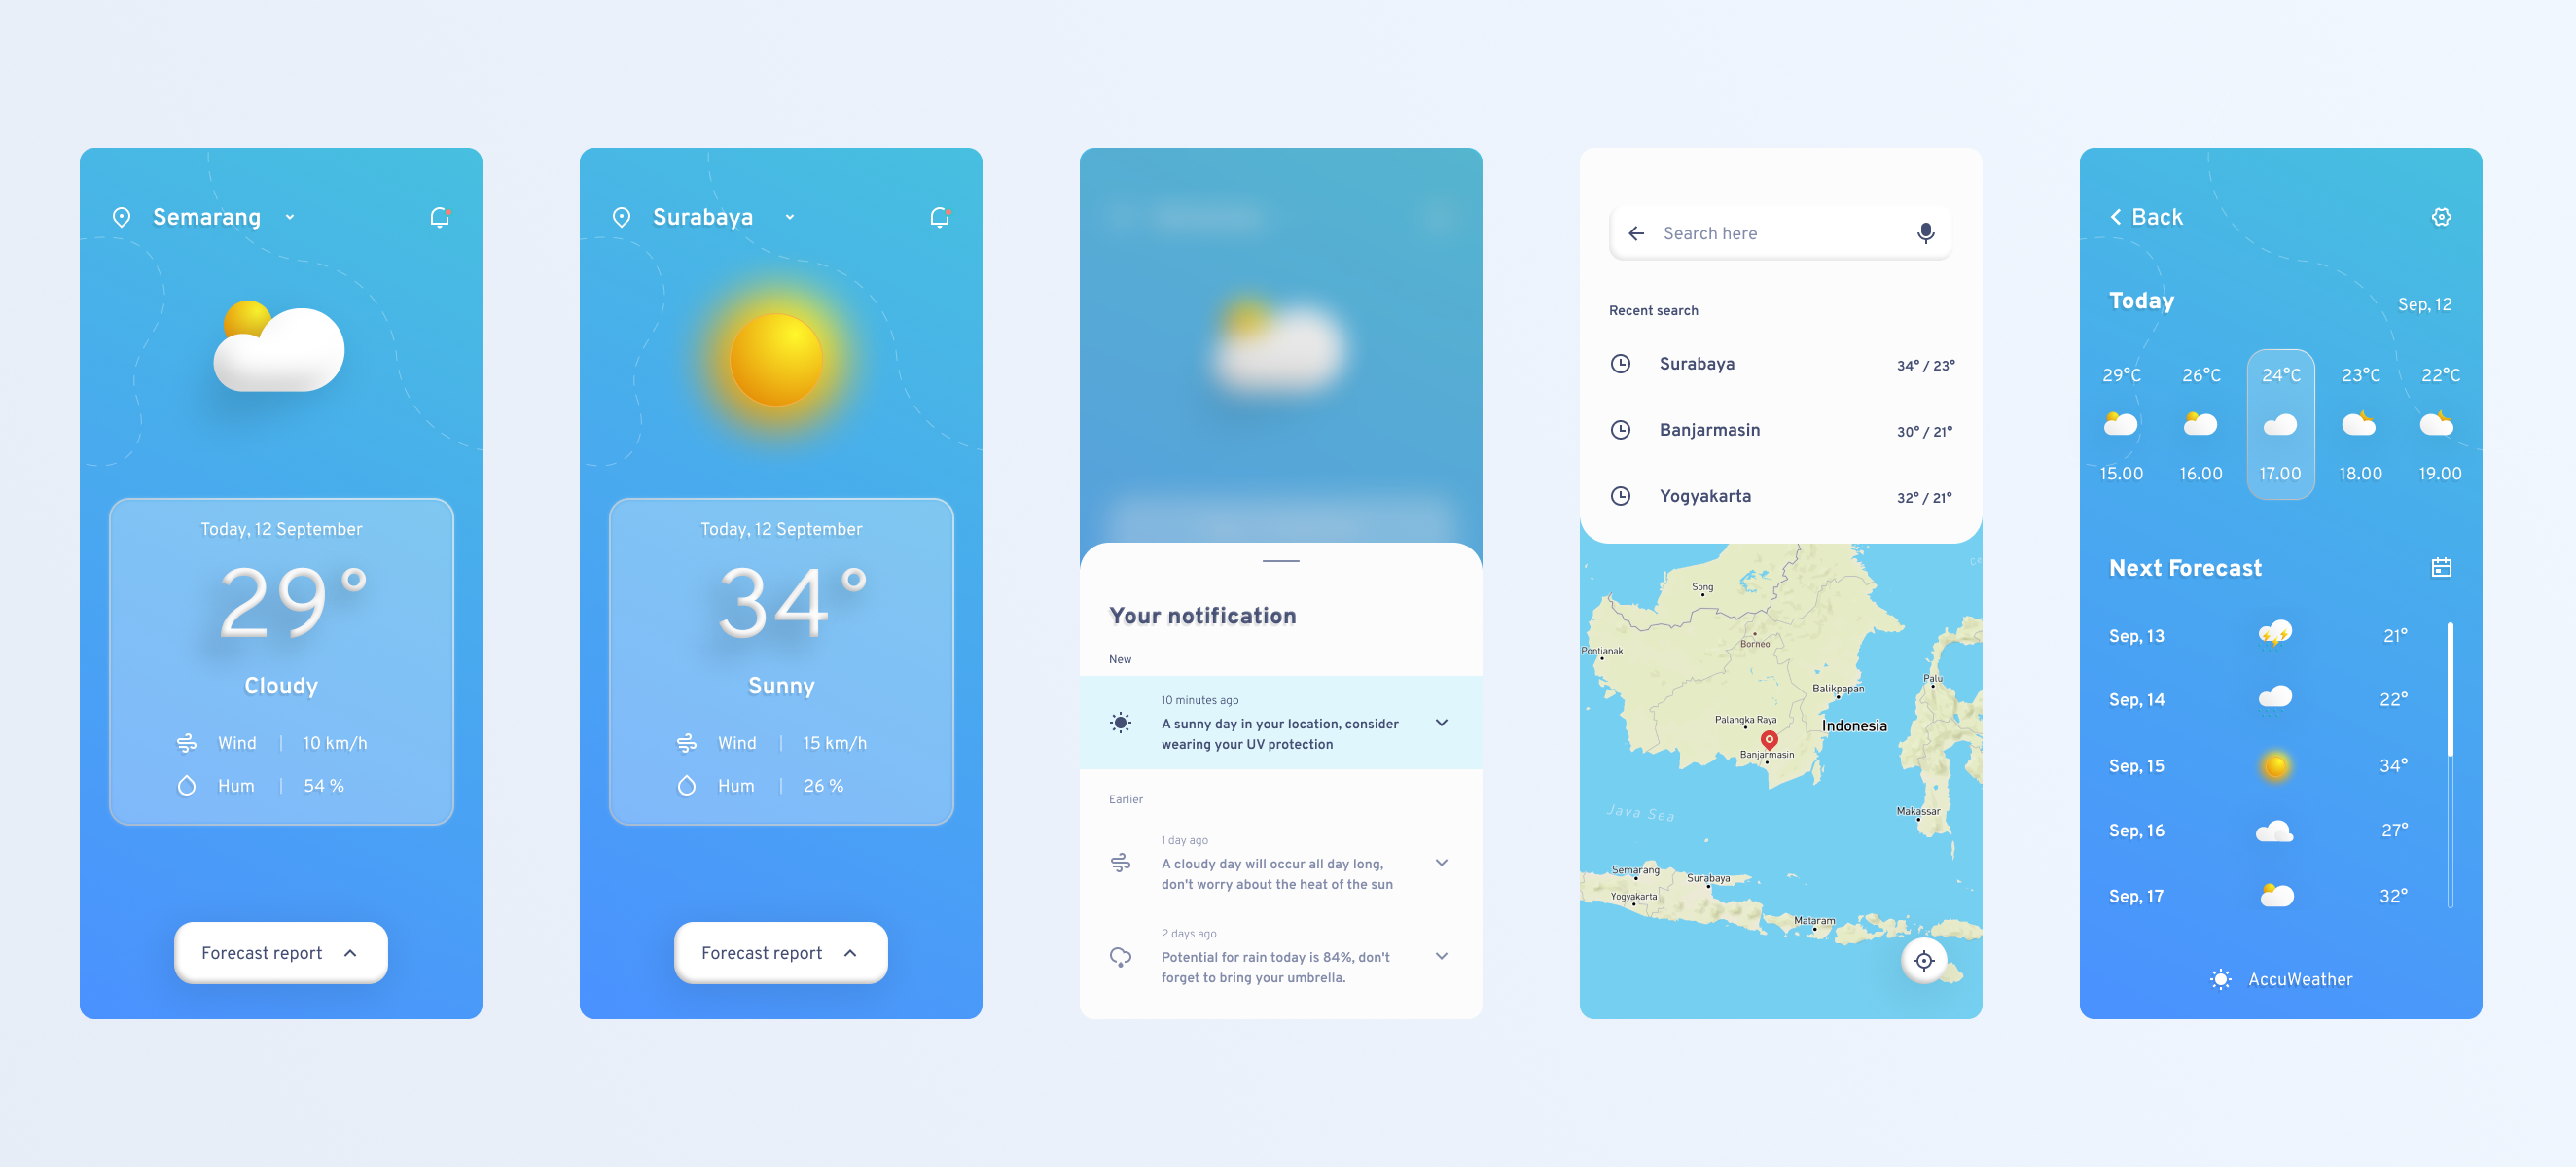 Semarang
Today, 12 September
29°
Cloudy
Wind | 10 km/h
Hum | 54 %
Forecast report
Surabaya
Today, 12 September
34°
Sunny
Wind | 15 km/h
Hum | 26 %
Forecast report
Your notification
New
10 minutes ago
A sunny day in your location, consider
wearing your UV protection
Earlier
1 day ago
A cloudy day will occur all day long,
don't worry about the heat of the sun
2 days ago
Potential for rain today is 84%, don't
forget to bring your umbrella.
Search here
Recent search
Surabaya 34° / 23°
Banjarmasin 30° / 21°
Yogyakarta 32° / 21°
Song
Borneo
Pontianak
Palu
Balikpapan
Palangka Raya
Indonesia
Banjarmasin
Java Sea
Makassar
Semarang
Surabaya
Yogyakarta
Mataram
Back
Today Sep, 12
29°C 26°C 24°C 23°C 22°C
15.00 16.00 17.00 18.00 19.00
Next Forecast
Sep, 13 21°
Sep, 14 22°
Sep, 15 34°
Sep, 16 27°
Sep, 17 32°
AccuWeather